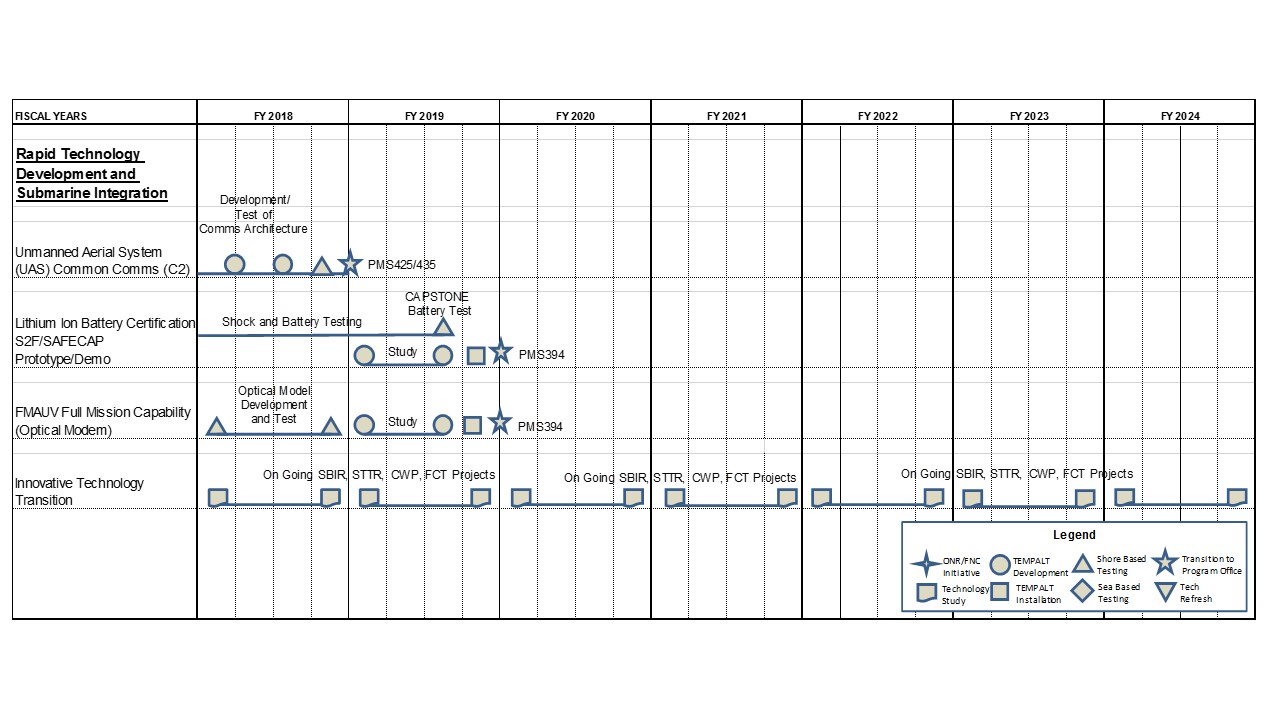 FISCAL YEARS FY 2018 FY 2019 FY 2020 FY 2021 FY 2022 FY 2023 FY 2024
Rapid Technology
Development and
Submarine Integration
Development/
Test of
Comms Architecture
Unmanned Aerial System
(UAS) Common Comms (C2)
PMS425/435
CAPSTONE
Battery Test
Lithium Ion Battery Certification
S2F/SAFECAP
Prototype/Demo
Shock and Battery Testing
Study
PMS394
Optical Model
Development
and Test
FMAUV Full Mission Capability
(Optical Modem)
Study
PMS394
Innovative Technology
Transition
On Going SBIR, STTR, CWP, FCT Projects
On Going SBIR, STTR, CWP, FCT Projects
On Going SBIR, STTR, CWP, FCT Projects
Legend
ONR/FNC
Initiative
TEMPALT
Development
Shore Based
Testing
Transition to
Program Office
Technology
Study
TEMPALT
Installation
Sea Based
Testing
Tech
Refresh